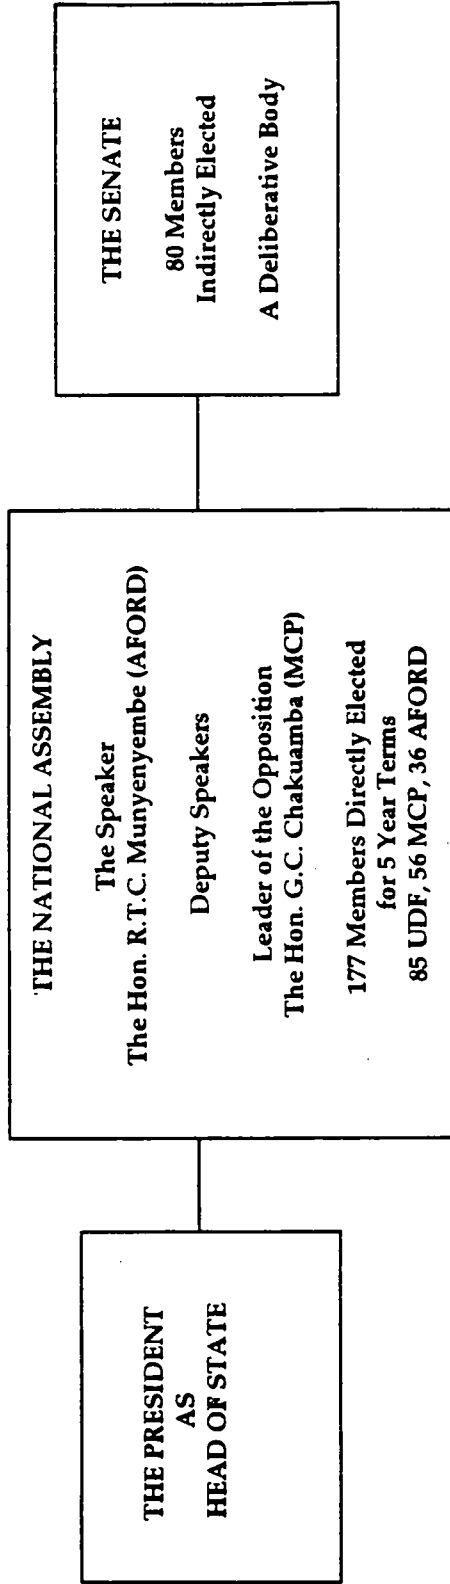 THE PRESIDENT
AS
HEAD OF STATE
THE NATIONAL ASSEMBLY
The Speaker
The Hon. R.T.C. Munyenyembe (AFORD)
Deputy Speakers
Leader of the Opposition
The Hon. G.C. Chakuamba (MCP)
177 Members Directly Elected
for 5 Year Terms
85 UDF, 56 MCP, 36 AFORD
THE SENATE
80 Members
Indirectly Elected
A Deliberative Body